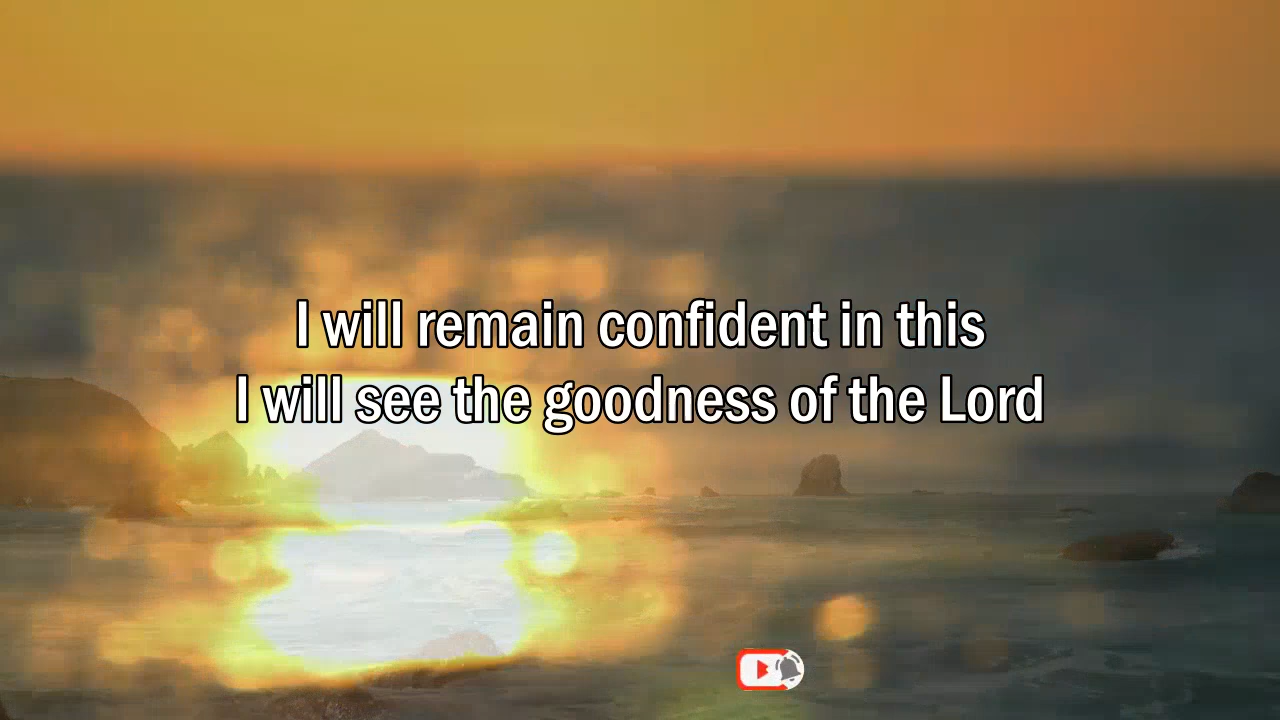 I will remain confident in this
I will see the goodness of the Lord